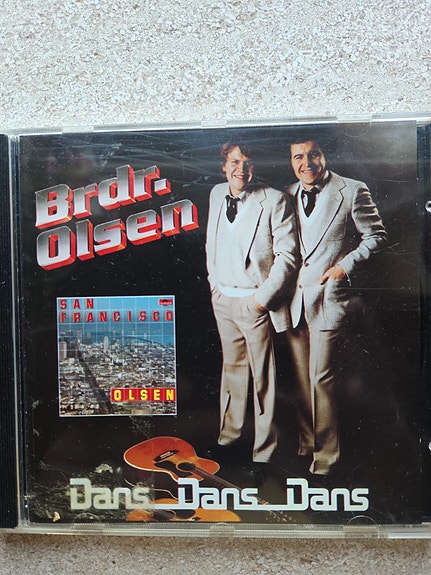 Brdr.
Olsen
SAN
FRANCISCO
OLSEN
Dans Dans Dans